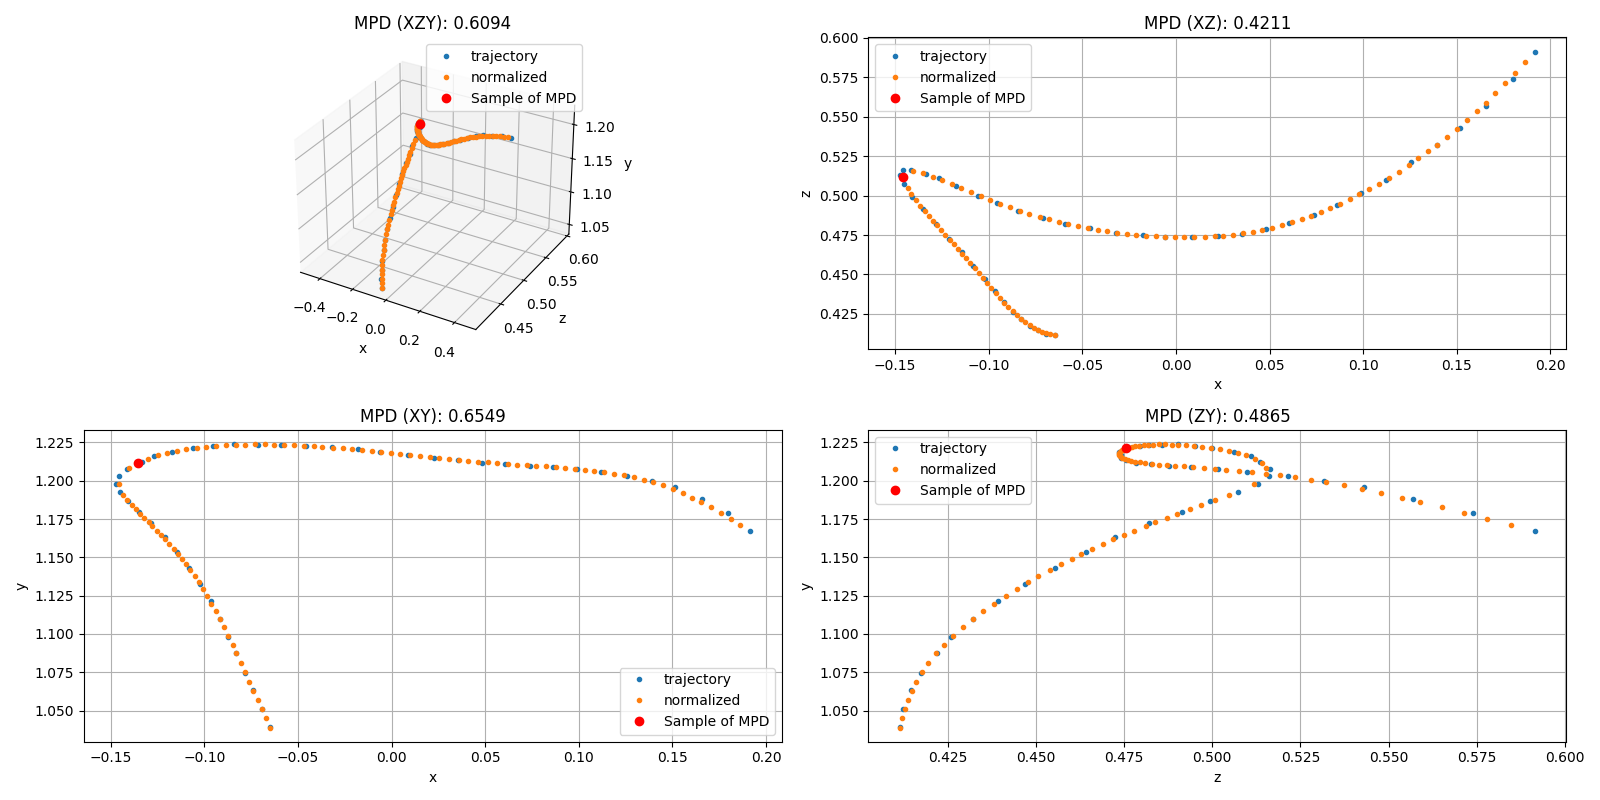 MPD (XZY): 0.6094
trajectory
normalized
Sample of MPD
1.20
1.15
1.10
1.05
y
0.60
0.55
0.50
0.45
z
−0.4
−0.2
0.0
0.2
0.4
x
MPD (XZ): 0.4211
trajectory
normalized
Sample of MPD
0.600
0.575
0.550
0.525
0.500
0.475
0.450
0.425
z
−0.15
−0.10
−0.05
0.00
0.05
0.10
0.15
0.20
x
MPD (XY): 0.6549
1.225
1.200
1.175
1.150
1.125
1.100
1.075
1.050
y
trajectory
normalized
Sample of MPD
−0.15
−0.10
−0.05
0.00
0.05
0.10
0.15
0.20
x
MPD (ZY): 0.4865
trajectory
normalized
Sample of MPD
1.225
1.200
1.175
1.150
1.125
1.100
1.075
1.050
y
0.425
0.450
0.475
0.500
0.525
0.550
0.575
0.600
z